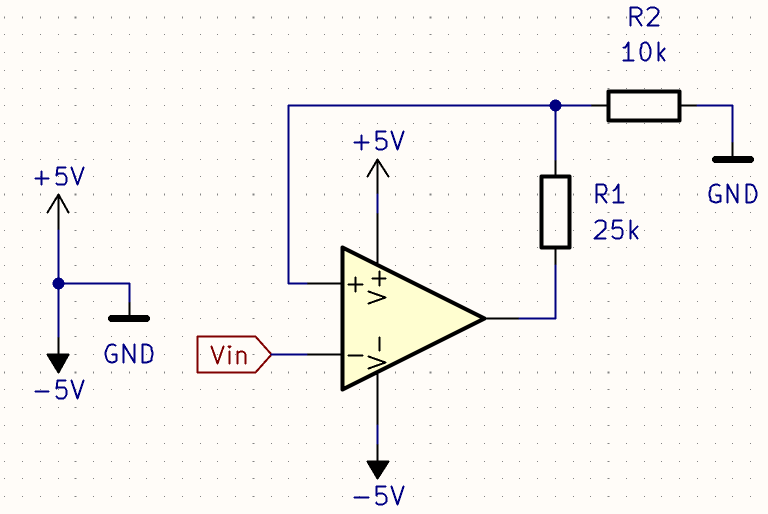 R2
10k
+5V
+5V
R1
25k
GND
+
V+
GND
Vin
−
V−
−5V
−5V